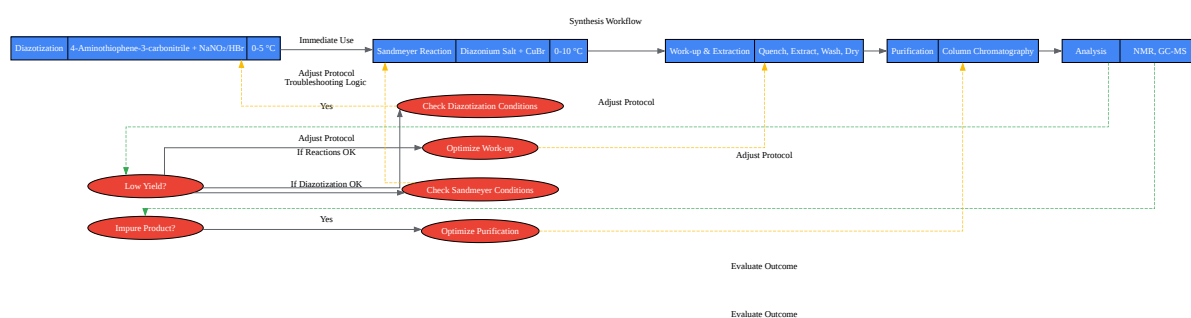 Synthesis Workflow
Diazotization 4-Aminothiophene-3-carbonitrile + NaNO₂/HBr 0-5 °C
Immediate Use
Sandmeyer Reaction Diazonium Salt + CuBr 0-10 °C
Work-up & Extraction Quench, Extract, Wash, Dry
Purification Column Chromatography
Analysis NMR, GC-MS
Adjust Protocol
Troubleshooting Logic
Yes
Check Diazotization Conditions
Adjust Protocol
Adjust Protocol
If Reactions OK
Optimize Work-up
Adjust Protocol
Low Yield?
If Diazotization OK
Check Sandmeyer Conditions
Impure Product?
Yes
Optimize Purification
Evaluate Outcome
Evaluate Outcome